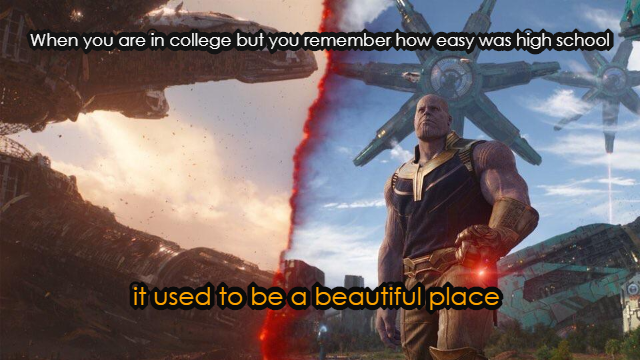 When you are in college but you remember how easy was high school
it used to be a beautiful place